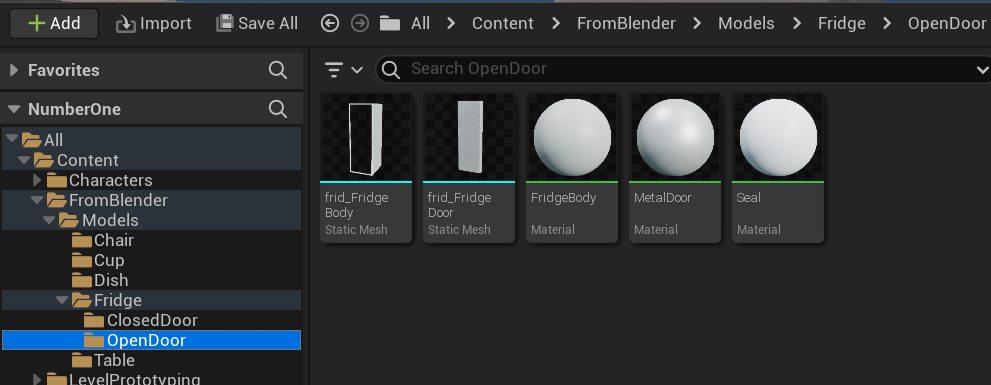 Add Import Save All All Content FromBlender Models Fridge OpenDoor
Favorites
Search OpenDoor
NumberOne
All
Content
Characters
FromBlender
Models
Chair
Cup
Dish
Fridge
ClosedDoor
OpenDoor
Table
LevelPrototyping
frid_Fridge
Body
Static Mesh
frid_Fridge
Door
Static Mesh
FridgeBody
Material
MetalDoor
Material
Seal
Material